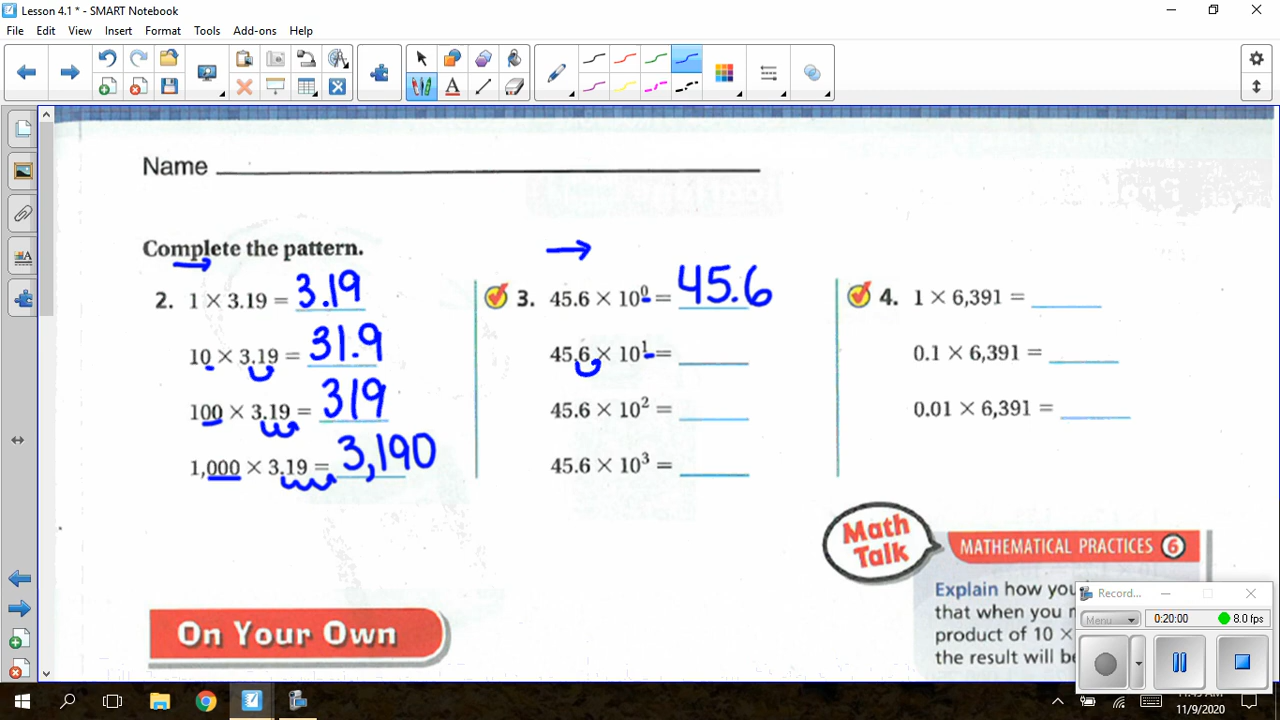 Lesson 4.1 * - SMART Notebook
File Edit View Insert Format Tools Add-ons Help
Name
Complete the pattern.
2. 1 × 3.19 = 3.19
10 × 3.19 = 31.9
100 × 3.19 = 319
1,000 × 3.19 = 3,190
3. 45.6 × 10⁰ = 45.6
45.6 × 10¹ =
45.6 × 10² =
45.6 × 10³ =
4. 1 × 6,391 =
0.1 × 6,391 =
0.01 × 6,391 =
Math Talk
MATHEMATICAL PRACTICES 6
Explain how you
that when you
product of 10 ×
the result will be
On Your Own
Record...
Menu 0:20:00 8.0 fps
11/9/2020